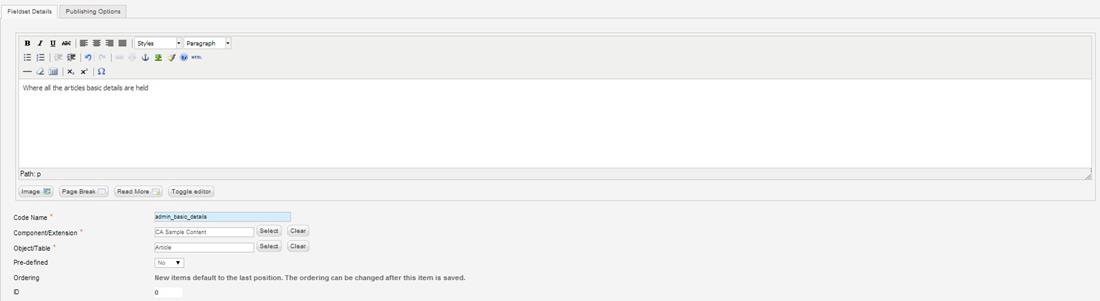 Fieldset Details Publishing Options
B I U ABC Styles Paragraph
HTML
Where all the articles basic details are held
Path: p
Image Page Break Read More Toggle editor
Code Name * admin_basic_details
Component/Extension * CA Sample Content Select Clear
Object/Table * Article Select Clear
Pre-defined No
Ordering New items default to the last position. The ordering can be changed after this item is saved.
ID 0